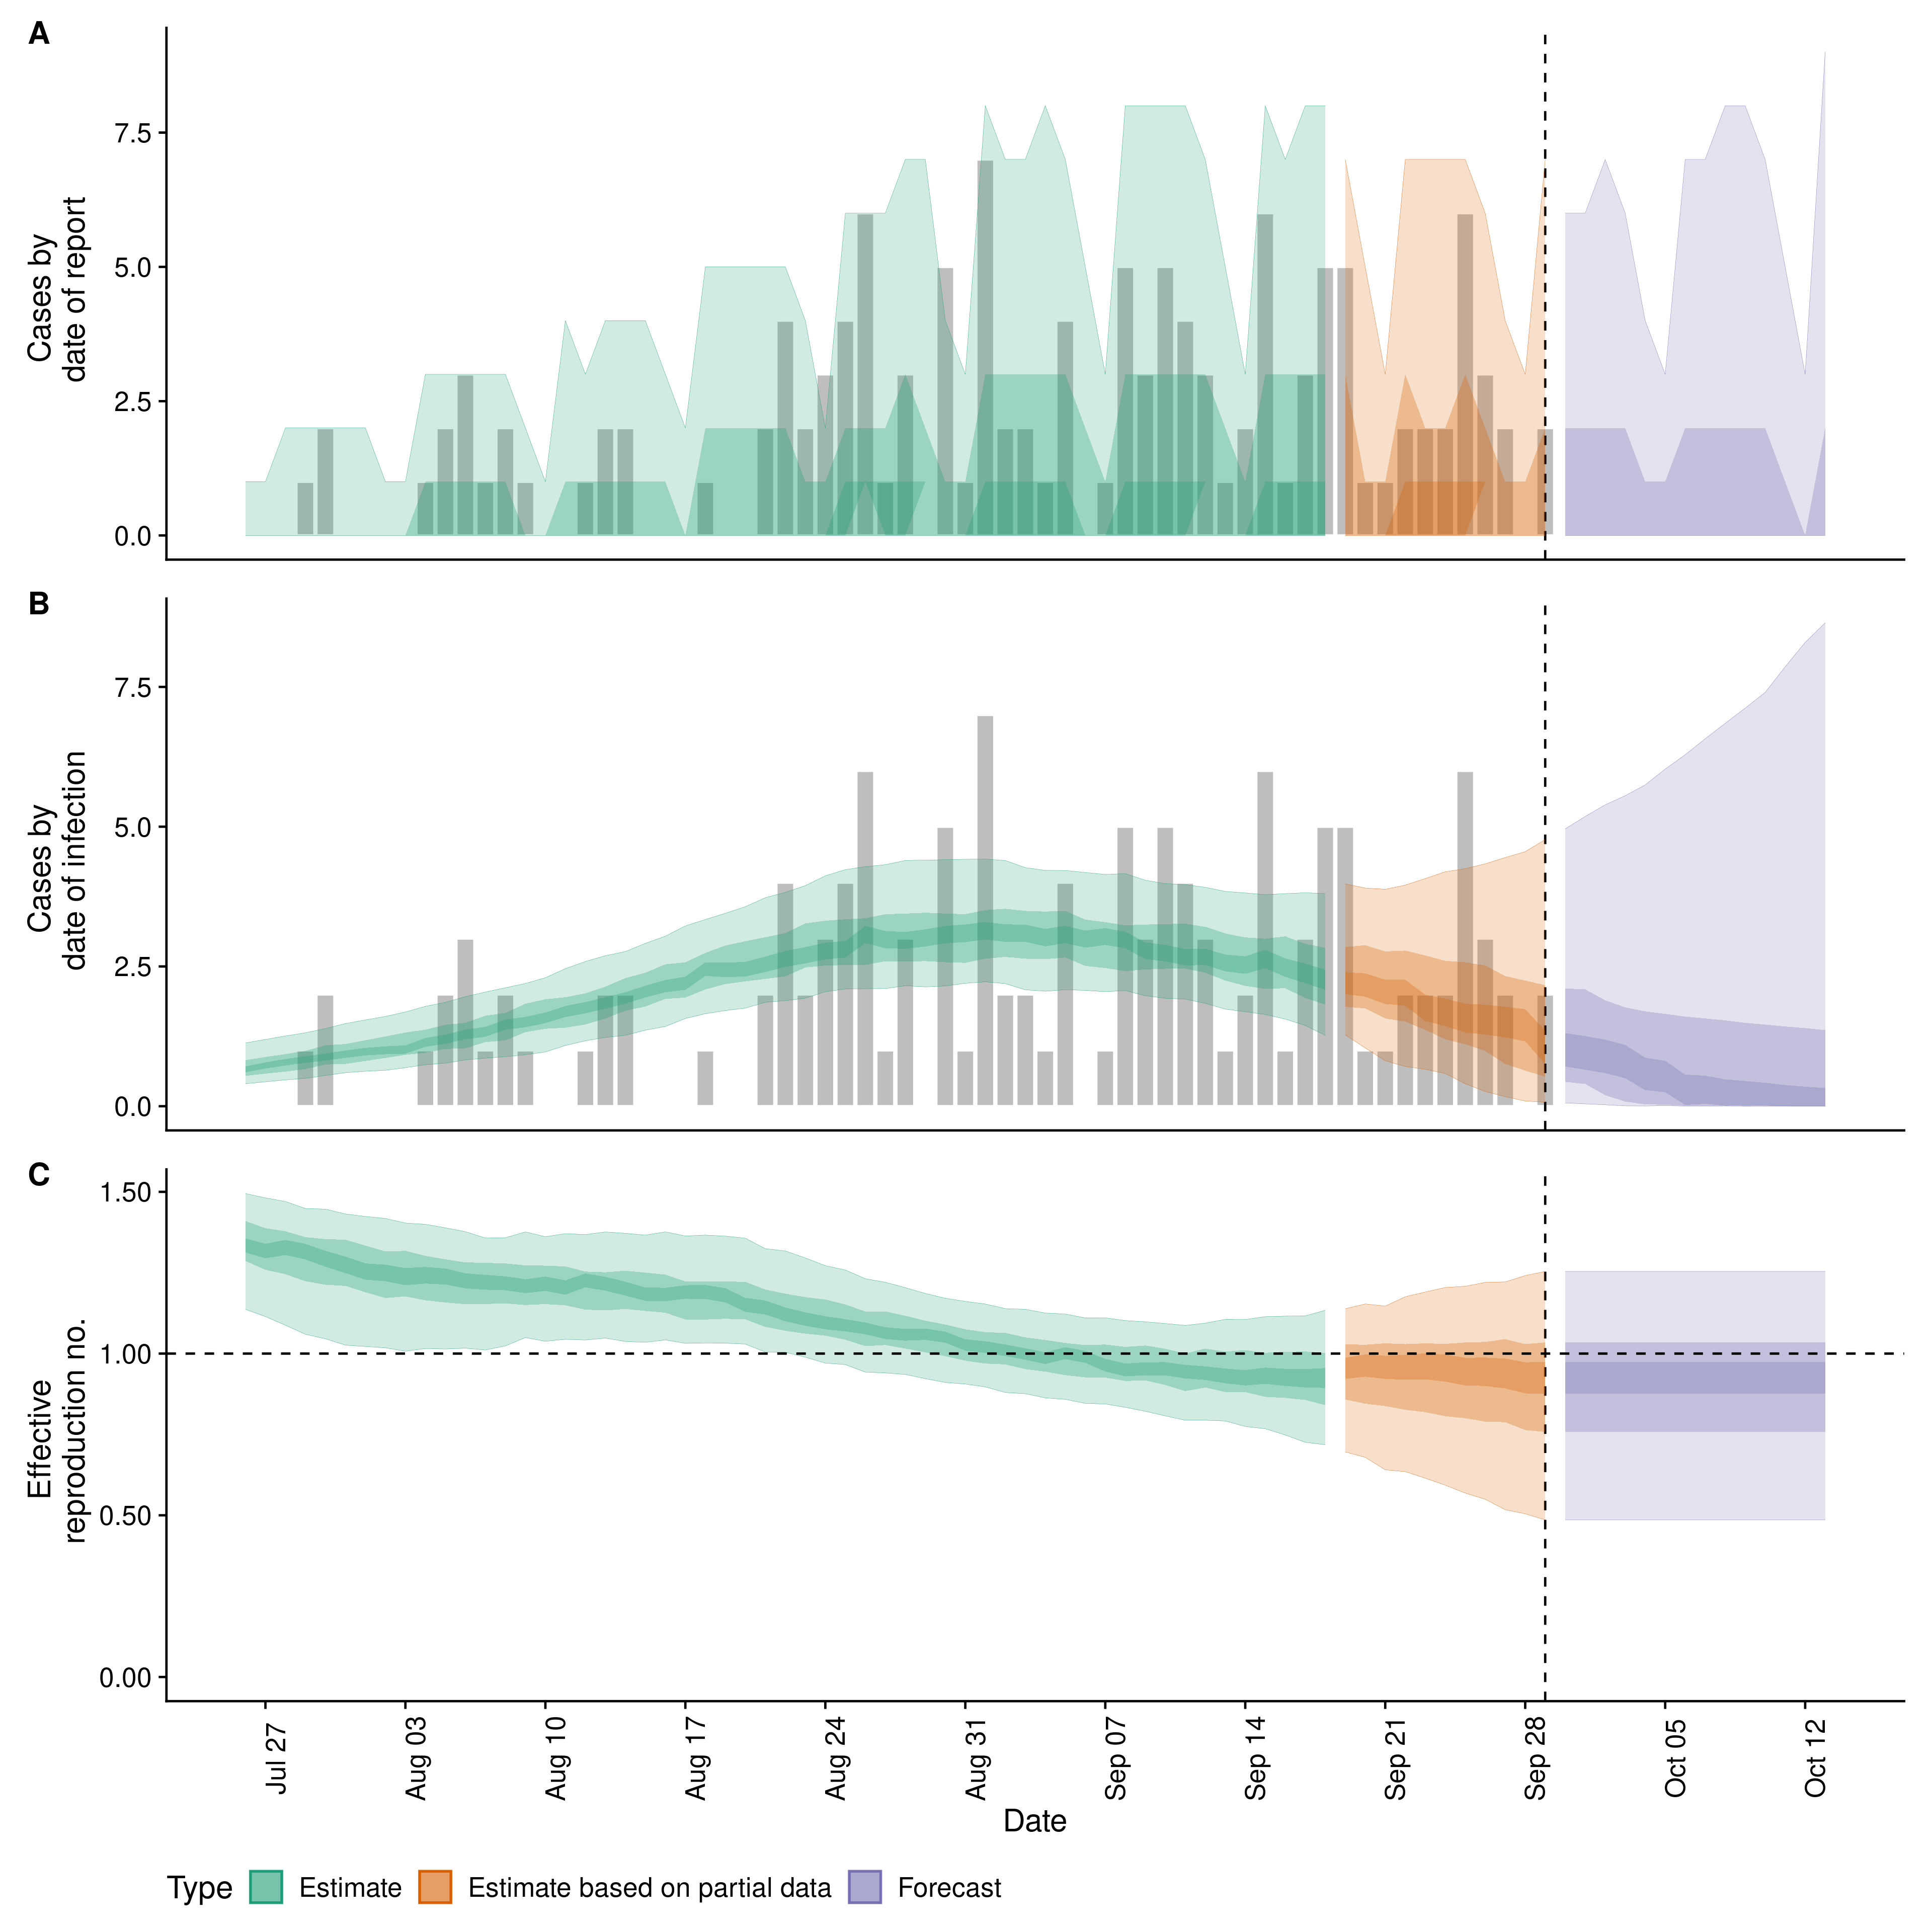 A
Cases by
date of report
7.5
5.0
2.5
0.0
B
Cases by
date of infection
7.5
5.0
2.5
0.0
C
Effective
reproduction no.
1.50
1.00
0.50
0.00
Jul 27
Aug 03
Aug 10
Aug 17
Aug 24
Aug 31
Sep 07
Sep 14
Sep 21
Sep 28
Oct 05
Oct 12
Date
Type Estimate Estimate based on partial data Forecast